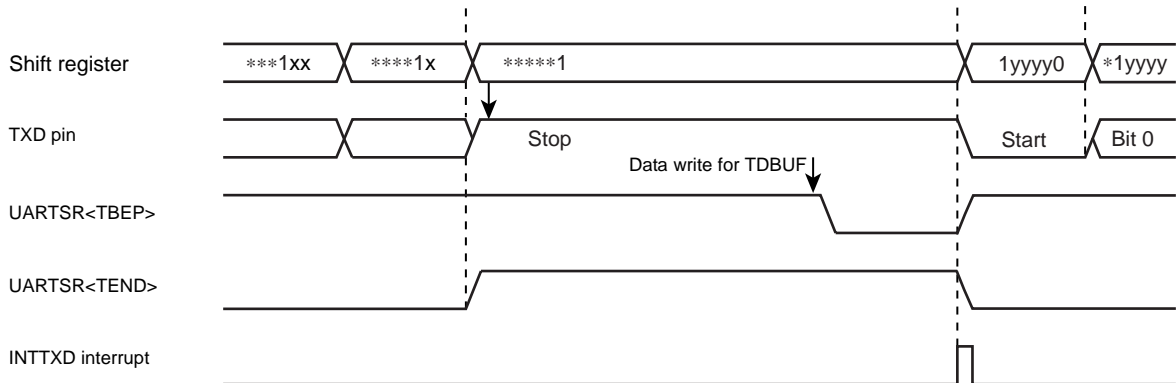 Shift register ***1xx ****1x *****1 1yyyy0 *1yyyy
TXD pin Stop Start Bit 0
Data write for TDBUF
UARTSR<TBEP>
UARTSR<TEND>
INTTXD interrupt